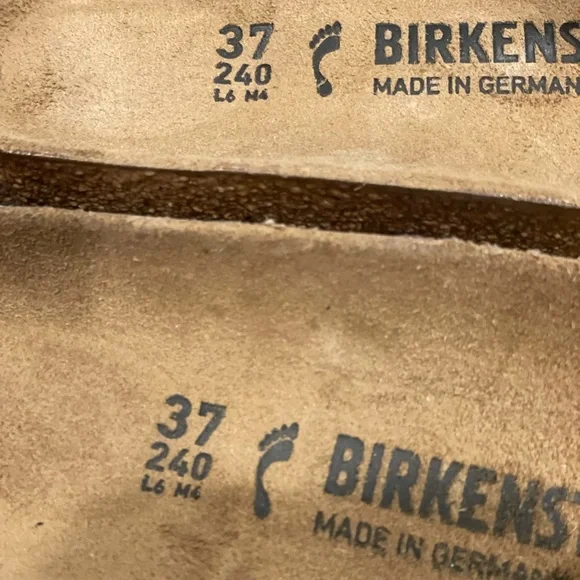 37
240
L6 M4
BIRKENS
MADE IN GERMAN
37
240
L6 M4
BIRKENS
MADE IN GERMAN